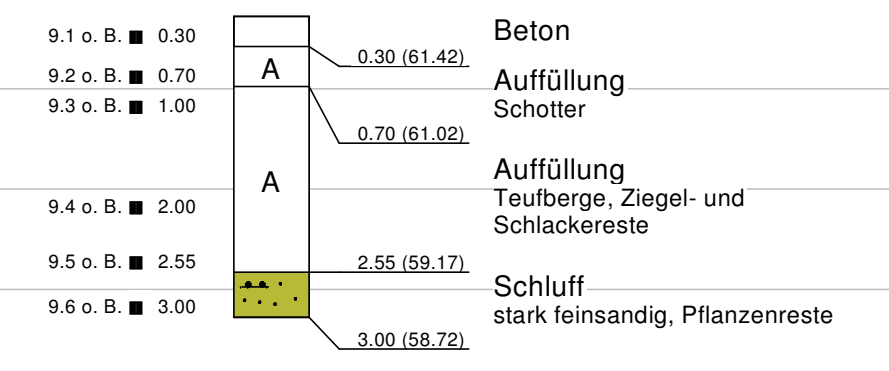 Beton
9.1 o. B. 0.30
0.30 (61.42)
A
9.2 o. B. 0.70
Auffüllung
Schotter
9.3 o. B. 1.00
0.70 (61.02)
Auffüllung
A
Teufberge, Ziegel- und
Schlackereste
9.4 o. B. 2.00
9.5 o. B. 2.55
2.55 (59.17)
Schluff
stark feinsandig, Pflanzenreste
9.6 o. B. 3.00
3.00 (58.72)